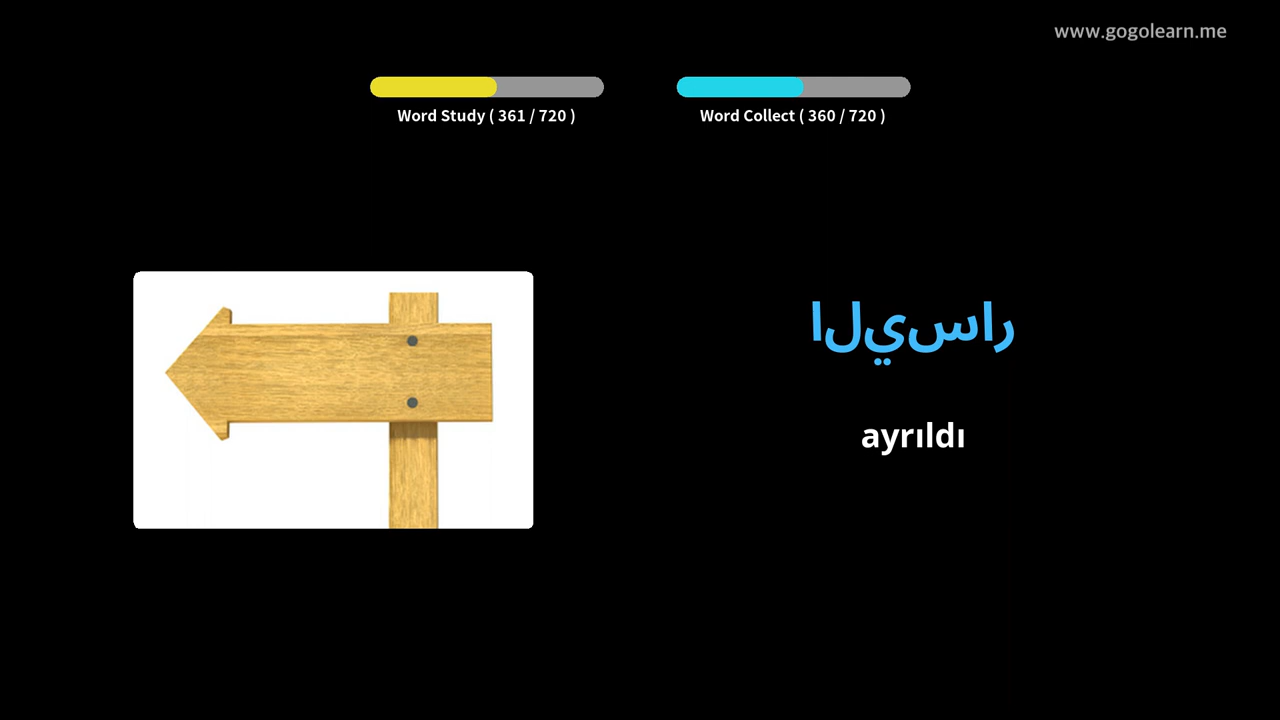 www.gogolearn.me
Word Study ( 361 / 720 )
Word Collect ( 360 / 720 )
اليسار
ayrıldı